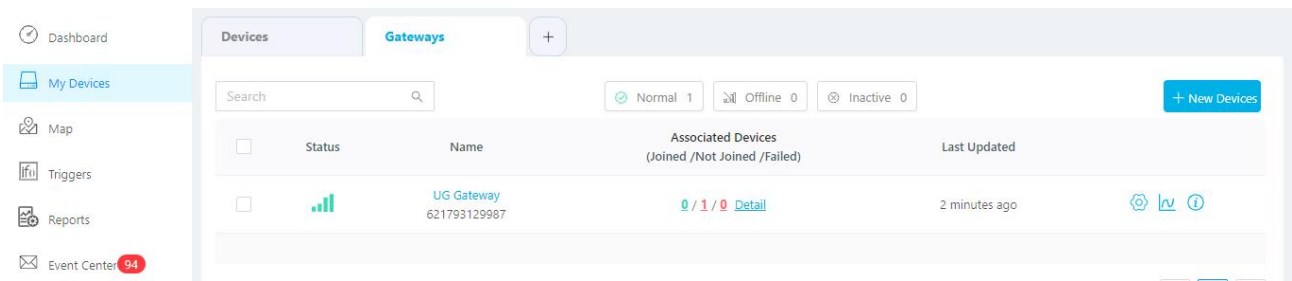 Dashboard
My Devices
Map
Triggers
Reports
Event Center 94
Devices
Gateways
+
Search
Normal 1
Offline 0
Inactive 0
+ New Devices
Status
Name
Associated Devices
(Joined /Not Joined /Failed)
Last Updated
UG Gateway
621793129987
0 / 1 / 0 Detail
2 minutes ago